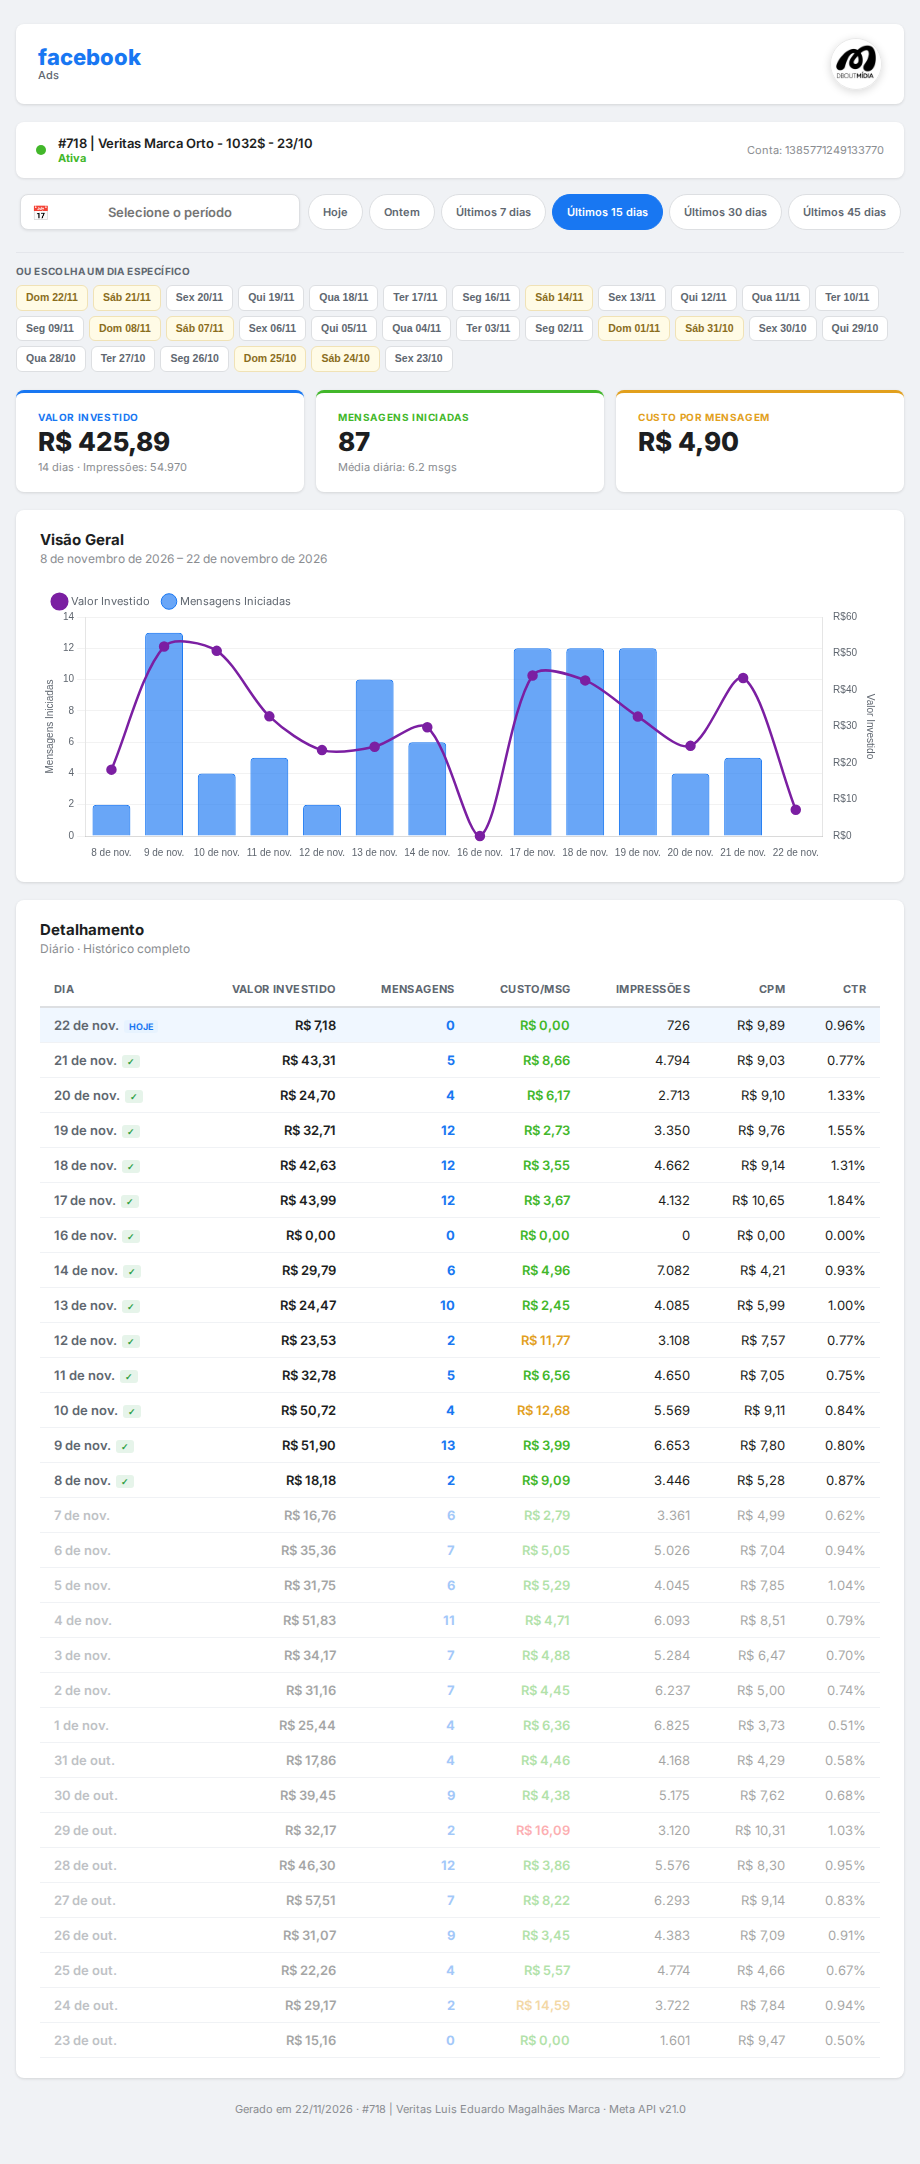 facebook
Ads
DBOUTMÍDIA
#718 | Veritas Marca Orto - 1032$ - 23/10
Ativa
Conta: 1385771249133770
Selecione o período
Hoje
Ontem
Últimos 7 dias
Últimos 15 dias
Últimos 30 dias
Últimos 45 dias
OU ESCOLHA UM DIA ESPECÍFICO
Dom 22/11 Sáb 21/11 Sex 20/11 Qui 19/11 Qua 18/11 Ter 17/11 Seg 16/11 Sáb 14/11 Sex 13/11 Qui 12/11 Qua 11/11 Ter 10/11
Seg 09/11 Dom 08/11 Sáb 07/11 Sex 06/11 Qui 05/11 Qua 04/11 Ter 03/11 Seg 02/11 Dom 01/11 Sáb 31/10 Sex 30/10 Qui 29/10
Qua 28/10 Ter 27/10 Seg 26/10 Dom 25/10 Sáb 24/10 Sex 23/10
VALOR INVESTIDO
R$ 425,89
14 dias · Impressões: 54.970
MENSAGENS INICIADAS
87
Média diária: 6.2 msgs
CUSTO POR MENSAGEM
R$ 4,90
Visão Geral
8 de novembro de 2026 – 22 de novembro de 2026
Valor Investido Mensagens Iniciadas
Mensagens Iniciadas
14
12
10
8
6
4
2
0
R$60
R$50
R$40
R$30
R$20
R$10
R$0
Valor Investido
8 de nov. 9 de nov. 10 de nov. 11 de nov. 12 de nov. 13 de nov. 14 de nov. 16 de nov. 17 de nov. 18 de nov. 19 de nov. 20 de nov. 21 de nov. 22 de nov.
Detalhamento
Diário · Histórico completo
DIA VALOR INVESTIDO MENSAGENS CUSTO/MSG IMPRESSÕES CPM CTR
22 de nov. HOJE R$ 7,18 0 R$ 0,00 726 R$ 9,89 0.96%
21 de nov. ✓ R$ 43,31 5 R$ 8,66 4.794 R$ 9,03 0.77%
20 de nov. ✓ R$ 24,70 4 R$ 6,17 2.713 R$ 9,10 1.33%
19 de nov. ✓ R$ 32,71 12 R$ 2,73 3.350 R$ 9,76 1.55%
18 de nov. ✓ R$ 42,63 12 R$ 3,55 4.662 R$ 9,14 1.31%
17 de nov. ✓ R$ 43,99 12 R$ 3,67 4.132 R$ 10,65 1.84%
16 de nov. ✓ R$ 0,00 0 R$ 0,00 0 R$ 0,00 0.00%
14 de nov. ✓ R$ 29,79 6 R$ 4,96 7.082 R$ 4,21 0.93%
13 de nov. ✓ R$ 24,47 10 R$ 2,45 4.085 R$ 5,99 1.00%
12 de nov. ✓ R$ 23,53 2 R$ 11,77 3.108 R$ 7,57 0.77%
11 de nov. ✓ R$ 32,78 5 R$ 6,56 4.650 R$ 7,05 0.75%
10 de nov. ✓ R$ 50,72 4 R$ 12,68 5.569 R$ 9,11 0.84%
9 de nov. ✓ R$ 51,90 13 R$ 3,99 6.653 R$ 7,80 0.80%
8 de nov. ✓ R$ 18,18 2 R$ 9,09 3.446 R$ 5,28 0.87%
7 de nov. R$ 16,76 6 R$ 2,79 3.361 R$ 4,99 0.62%
6 de nov. R$ 35,36 7 R$ 5,05 5.026 R$ 7,04 0.94%
5 de nov. R$ 31,75 6 R$ 5,29 4.045 R$ 7,85 1.04%
4 de nov. R$ 51,83 11 R$ 4,71 6.093 R$ 8,51 0.79%
3 de nov. R$ 34,17 7 R$ 4,88 5.284 R$ 6,47 0.70%
2 de nov. R$ 31,16 7 R$ 4,45 6.237 R$ 5,00 0.74%
1 de nov. R$ 25,44 4 R$ 6,36 6.825 R$ 3,73 0.51%
31 de out. R$ 17,86 4 R$ 4,46 4.168 R$ 4,29 0.58%
30 de out. R$ 39,45 9 R$ 4,38 5.175 R$ 7,62 0.68%
29 de out. R$ 32,17 2 R$ 16,09 3.120 R$ 10,31 1.03%
28 de out. R$ 46,30 12 R$ 3,86 5.576 R$ 8,30 0.95%
27 de out. R$ 57,51 7 R$ 8,22 6.293 R$ 9,14 0.83%
26 de out. R$ 31,07 9 R$ 3,45 4.383 R$ 7,09 0.91%
25 de out. R$ 22,26 4 R$ 5,57 4.774 R$ 4,66 0.67%
24 de out. R$ 29,17 2 R$ 14,59 3.722 R$ 7,84 0.94%
23 de out. R$ 15,16 0 R$ 0,00 1.601 R$ 9,47 0.50%
Gerado em 22/11/2026 · #718 | Veritas Luis Eduardo Magalhães Marca · Meta API v21.0